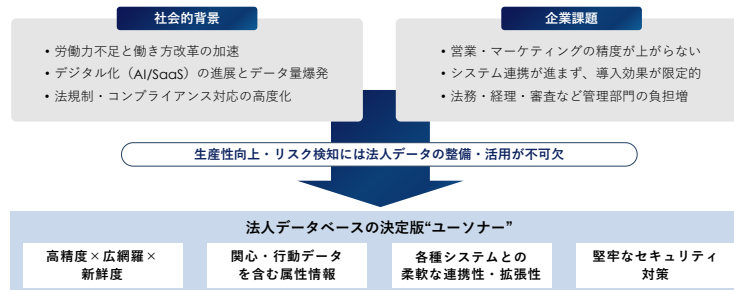 社会的背景
• 労働力不足と働き方改革の加速
• デジタル化（AI/SaaS）の進展とデータ量爆発
• 法規制・コンプライアンス対応の高度化
企業課題
• 営業・マーケティングの精度が上がらない
• システム連携が進まず、導入効果が限定的
• 法務・経理・審査など管理部門の負担増
生産性向上・リスク検知には法人データの整備・活用が不可欠
法人データベースの決定版“ユーソナー”
高精度×広網羅×
新鮮度
関心・行動データ
を含む属性情報
各種システムとの
柔軟な連携性・拡張性
堅牢なセキュリティ
対策